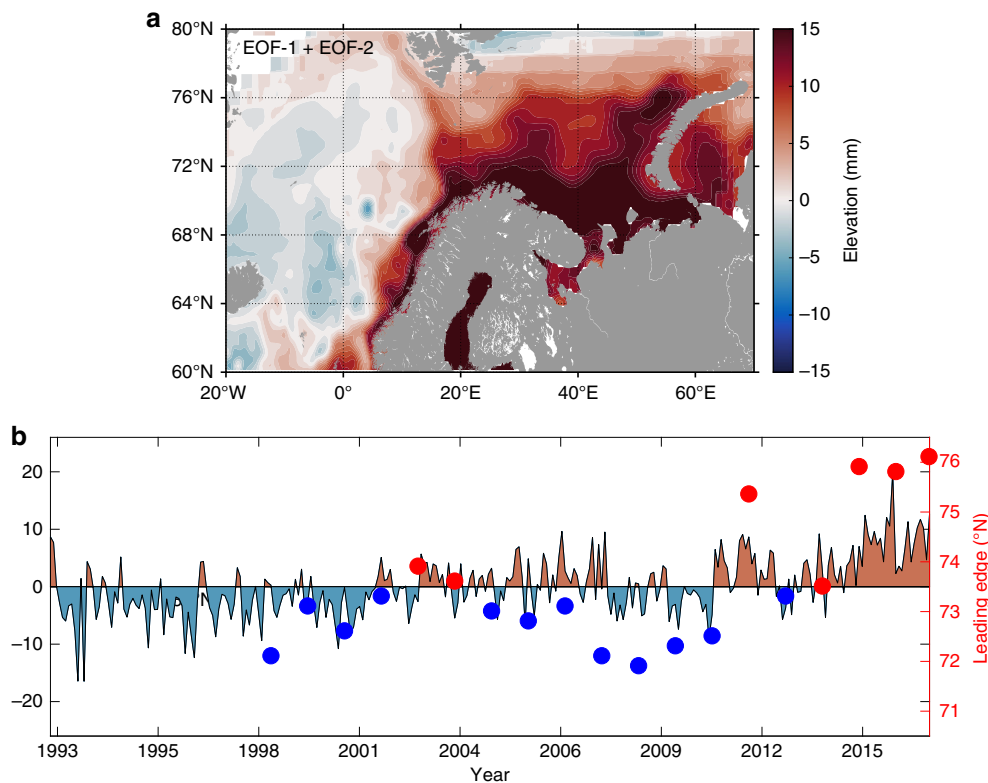 a
80°N
76°N
72°N
68°N
64°N
60°N
EOF-1 + EOF-2
20°W
0°
20°E
40°E
60°E
15
10
5
0
−5
−10
−15
Elevation (mm)
b
20
10
0
−10
−20
76
75
74
73
72
71
Leading edge (°N)
1993
1995
1998
2001
2004
2006
2009
2012
2015
Year